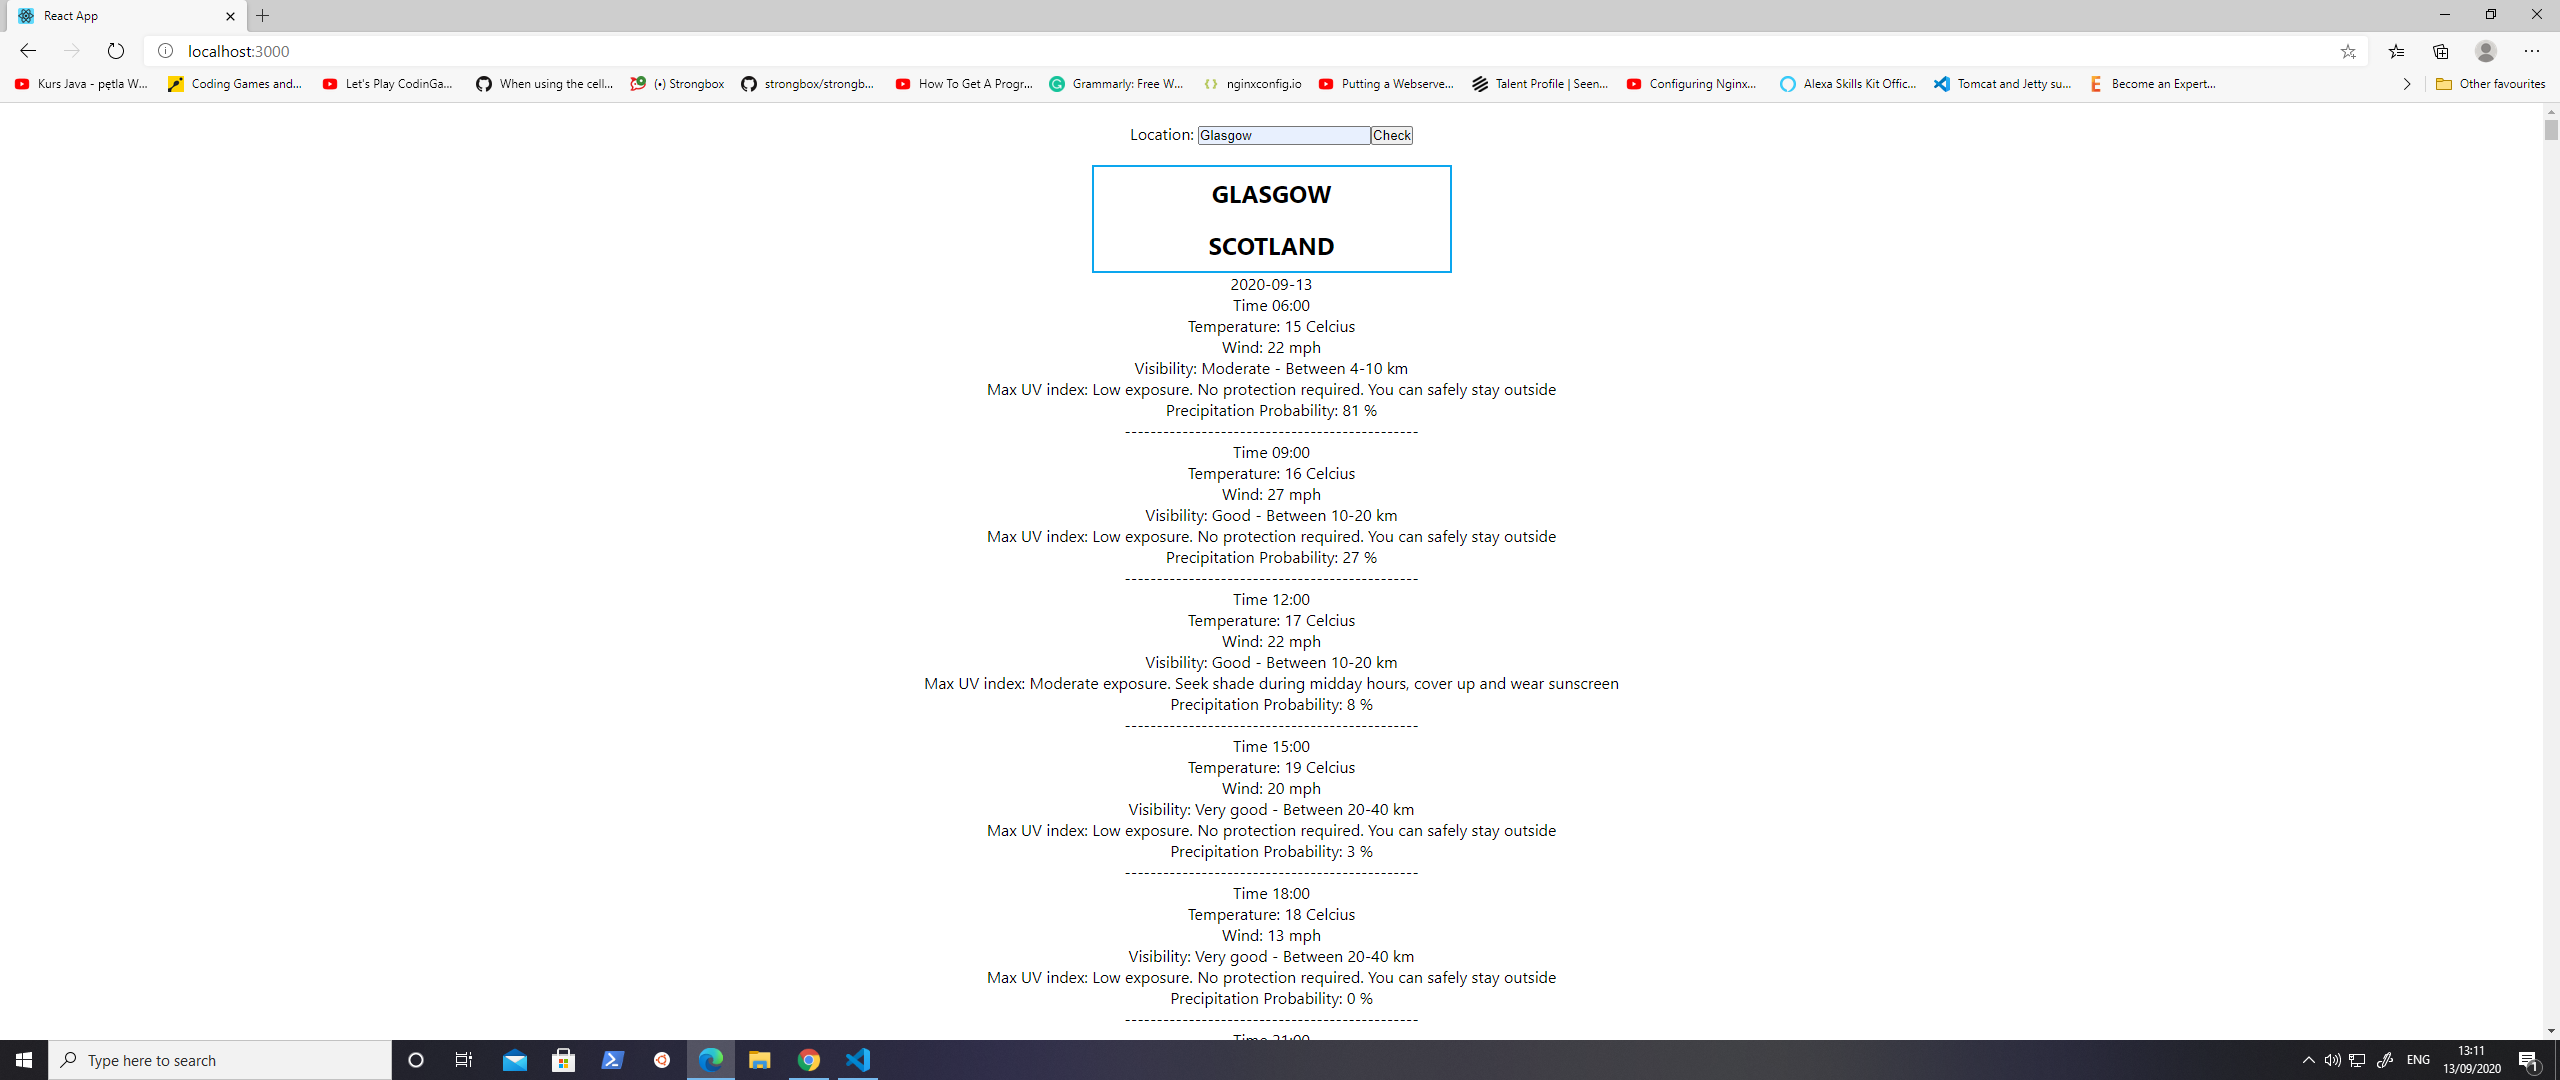 React App
localhost:3000
Kurs Java - pętla W... Coding Games and... Let's Play CodinGa... When using the cell... (•) Strongbox strongbox/strongb... How To Get A Progr... Grammarly: Free W... nginxconfig.io Putting a Webserve... Talent Profile | Seen... Configuring Nginx... Alexa Skills Kit Offic... Tomcat and Jetty su... Become an Expert... Other favourites
Location: Glasgow Check
GLASGOW
SCOTLAND
2020-09-13
Time 06:00
Temperature: 15 Celcius
Wind: 22 mph
Visibility: Moderate - Between 4-10 km
Max UV index: Low exposure. No protection required. You can safely stay outside
Precipitation Probability: 81 %
----------------------------------------------
Time 09:00
Temperature: 16 Celcius
Wind: 27 mph
Visibility: Good - Between 10-20 km
Max UV index: Low exposure. No protection required. You can safely stay outside
Precipitation Probability: 27 %
----------------------------------------------
Time 12:00
Temperature: 17 Celcius
Wind: 22 mph
Visibility: Good - Between 10-20 km
Max UV index: Moderate exposure. Seek shade during midday hours, cover up and wear sunscreen
Precipitation Probability: 8 %
----------------------------------------------
Time 15:00
Temperature: 19 Celcius
Wind: 20 mph
Visibility: Very good - Between 20-40 km
Max UV index: Low exposure. No protection required. You can safely stay outside
Precipitation Probability: 3 %
----------------------------------------------
Time 18:00
Temperature: 18 Celcius
Wind: 13 mph
Visibility: Very good - Between 20-40 km
Max UV index: Low exposure. No protection required. You can safely stay outside
Precipitation Probability: 0 %
----------------------------------------------
Time 21:00
Type here to search
ENG
13:11
13/09/2020
1